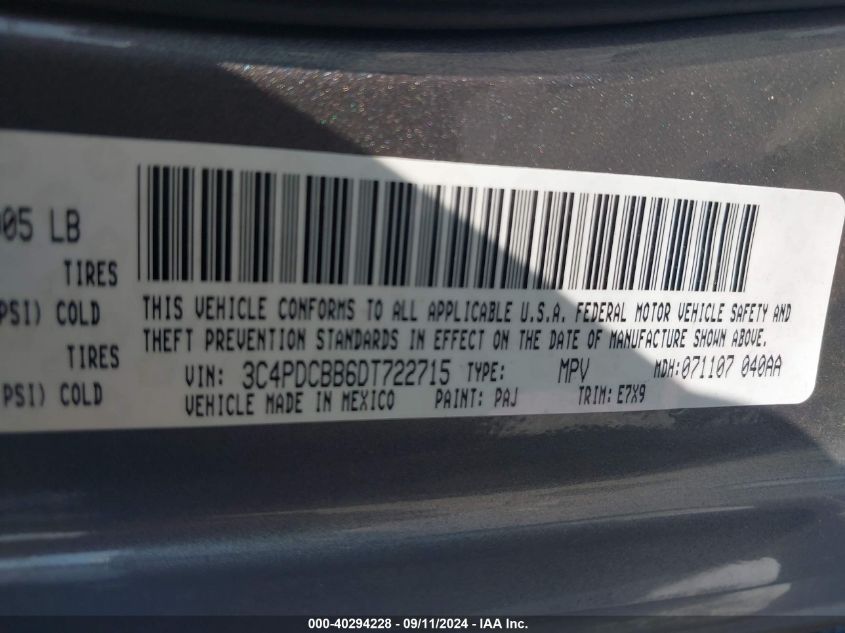 005 LB
TIRES
PSI) COLD
TIRES
PSI) COLD
THIS VEHICLE CONFORMS TO ALL APPLICABLE U.S.A. FEDERAL MOTOR VEHICLE SAFETY AND
THEFT PREVENTION STANDARDS IN EFFECT ON THE DATE OF MANUFACTURE SHOWN ABOVE.
VIN: 3C4PDCBB6DT722715 TYPE: MPV MDH:071107 040AA
VEHICLE MADE IN MEXICO PAINT: PAJ TRIM: E7X9
000-40294228 - 09/11/2024 - IAA Inc.